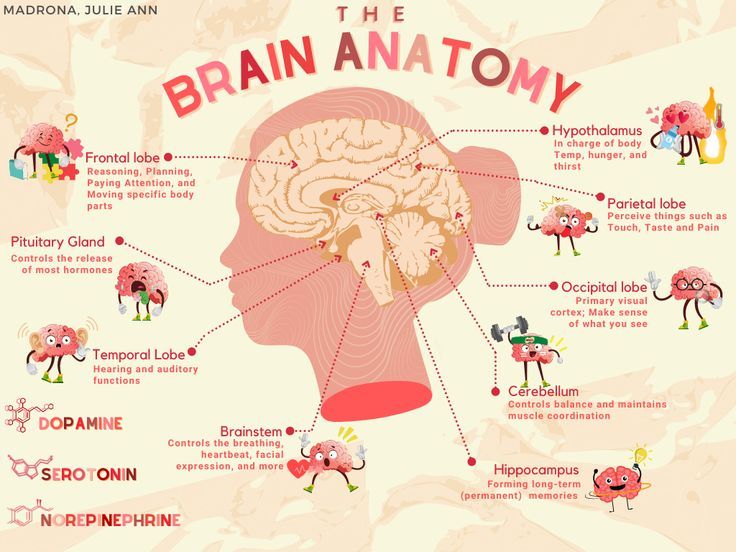 MADRONA, JULIE ANN
THE
BRAIN ANATOMY
Frontal lobe
Reasoning, Planning,
Paying Attention, and
Moving specific body
parts
Pituitary Gland
Controls the release
of most hormones
Temporal Lobe
Hearing and auditory
functions
Brainstem
Controls the breathing,
heartbeat, facial
expression, and more
DOPAMINE
SEROTONIN
NOREPINEPHRINE
Hypothalamus
In charge of body
Temp, hunger, and
thirst
Parietal lobe
Perceive things such as
Touch, Taste and Pain
Occipital lobe
Primary visual
cortex; Make sense
of what you see
Cerebellum
Controls balance and maintains
muscle coordination
Hippocampus
Forming long-term
(permanent) memories